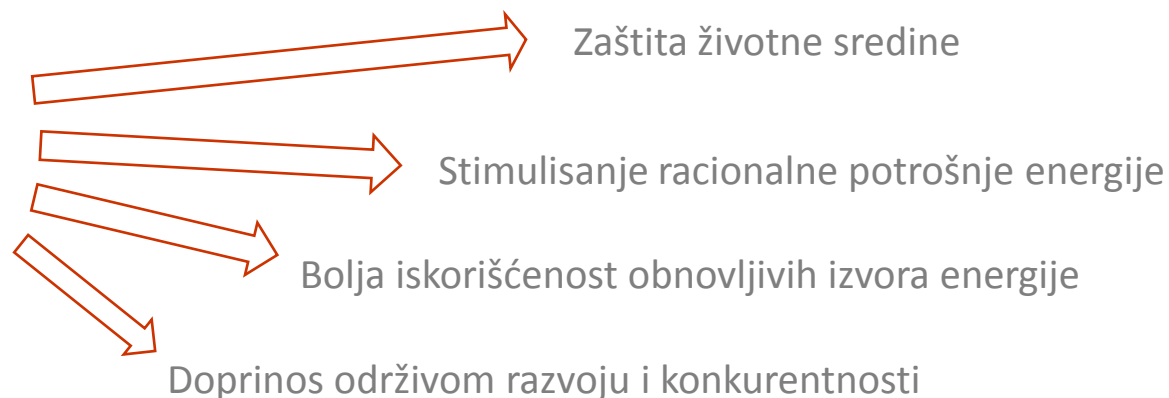 Zaštita životne sredine
Stimulisanje racionalne potrošnje energije
Bolja iskorišćenost obnovljivih izvora energije
Doprinos održivom razvoju i konkurentnosti